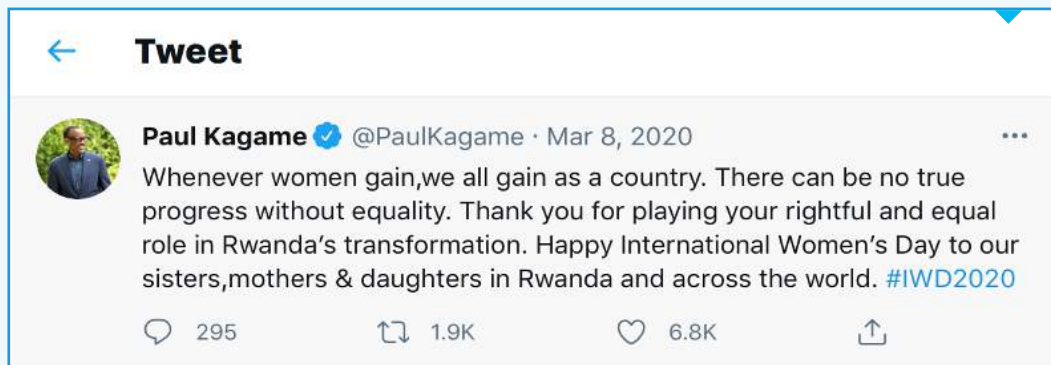 Tweet
Paul Kagame @PaulKagame · Mar 8, 2020
Whenever women gain,we all gain as a country. There can be no true
progress without equality. Thank you for playing your rightful and equal
role in Rwanda’s transformation. Happy International Women’s Day to our
sisters,mothers & daughters in Rwanda and across the world. #IWD2020
295 1.9K 6.8K